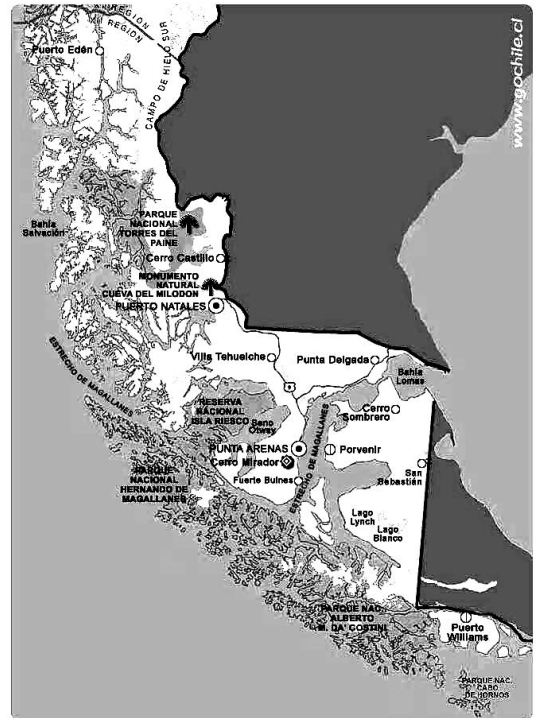 REGION
REGION
Puerto Edén
CAMPO DE HIELO SUR
www.gochile.cl
PARQUE
NACIONAL
TORRES DEL
PAINE
Bahía
Salvación
Cerro Castillo
MONUMENTO
NATURAL
CUEVA DEL MILODON
PUERTO NATALES
Villa Tehuelche
Punta Delgada
Bahía
Lomas
ESTRECHO DE MAGALLANES
RESERVA
NACIONAL
ISLA RIESCO
Seno
Otway
Cerro
Sombrero
PUNTA ARENAS
Cerro Mirador
ESTRECHO DE MAGALLANES
Porvenir
PARQUE
NACIONAL
HERNANDO DE
MAGALLANES
Fuerte Bulnes
San
Sebastián
Lago
Lynch
Lago
Blanco
PARQUE NAC.
ALBERTO
M. DA' GOSTINI
Puerto
Williams
PARQUE NAC.
CABO
DE HORNOS